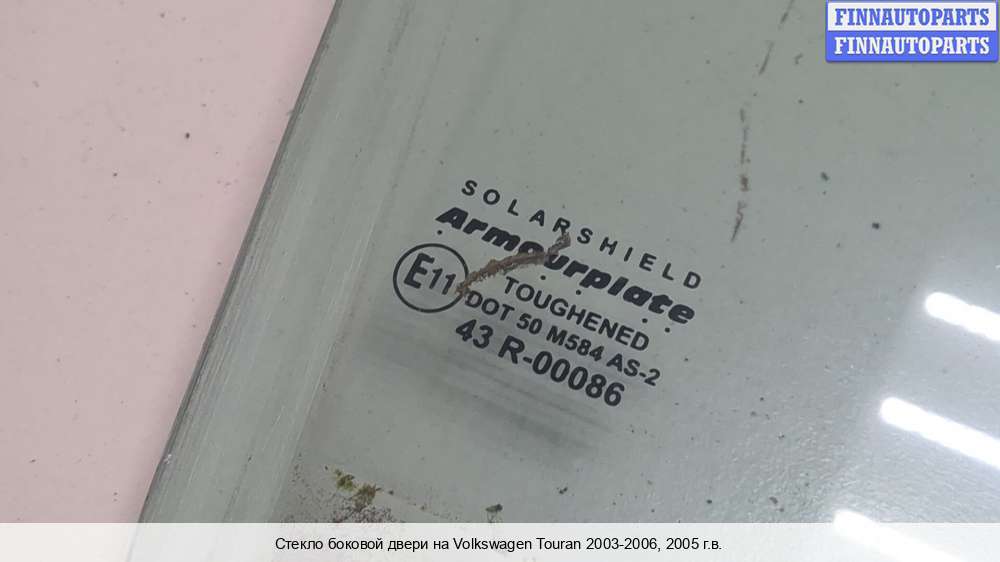 FINNAUTOPARTS
FINNAUTOPARTS
SOLARSHIELD
Armourplate
E11
TOUGHENED
DOT 50 M584 AS-2
43 R-00086
Стекло боковой двери на Volkswagen Touran 2003-2006, 2005 г.в.